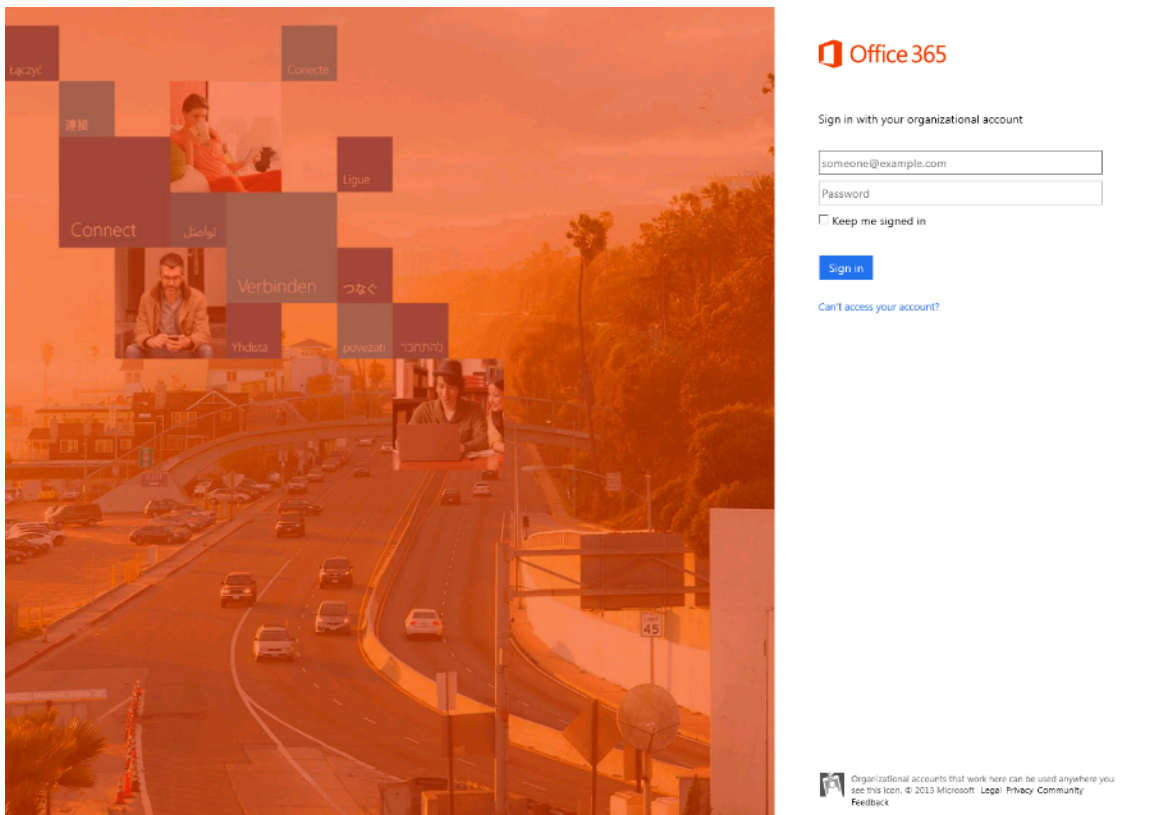 Łączyć
Conecte
連接
Ligue
Connect
تواصل
Verbinden
つなぐ
Yhdistä
povezati
להתחבר
EXIT
LIMIT
45
Office 365
Sign in with your organizational account
someone@example.com
Password
Keep me signed in
Sign in
Can't access your account?
Organizational accounts that work here can be used anywhere you
see this icon. © 2013 Microsoft Legal Privacy Community
Feedback